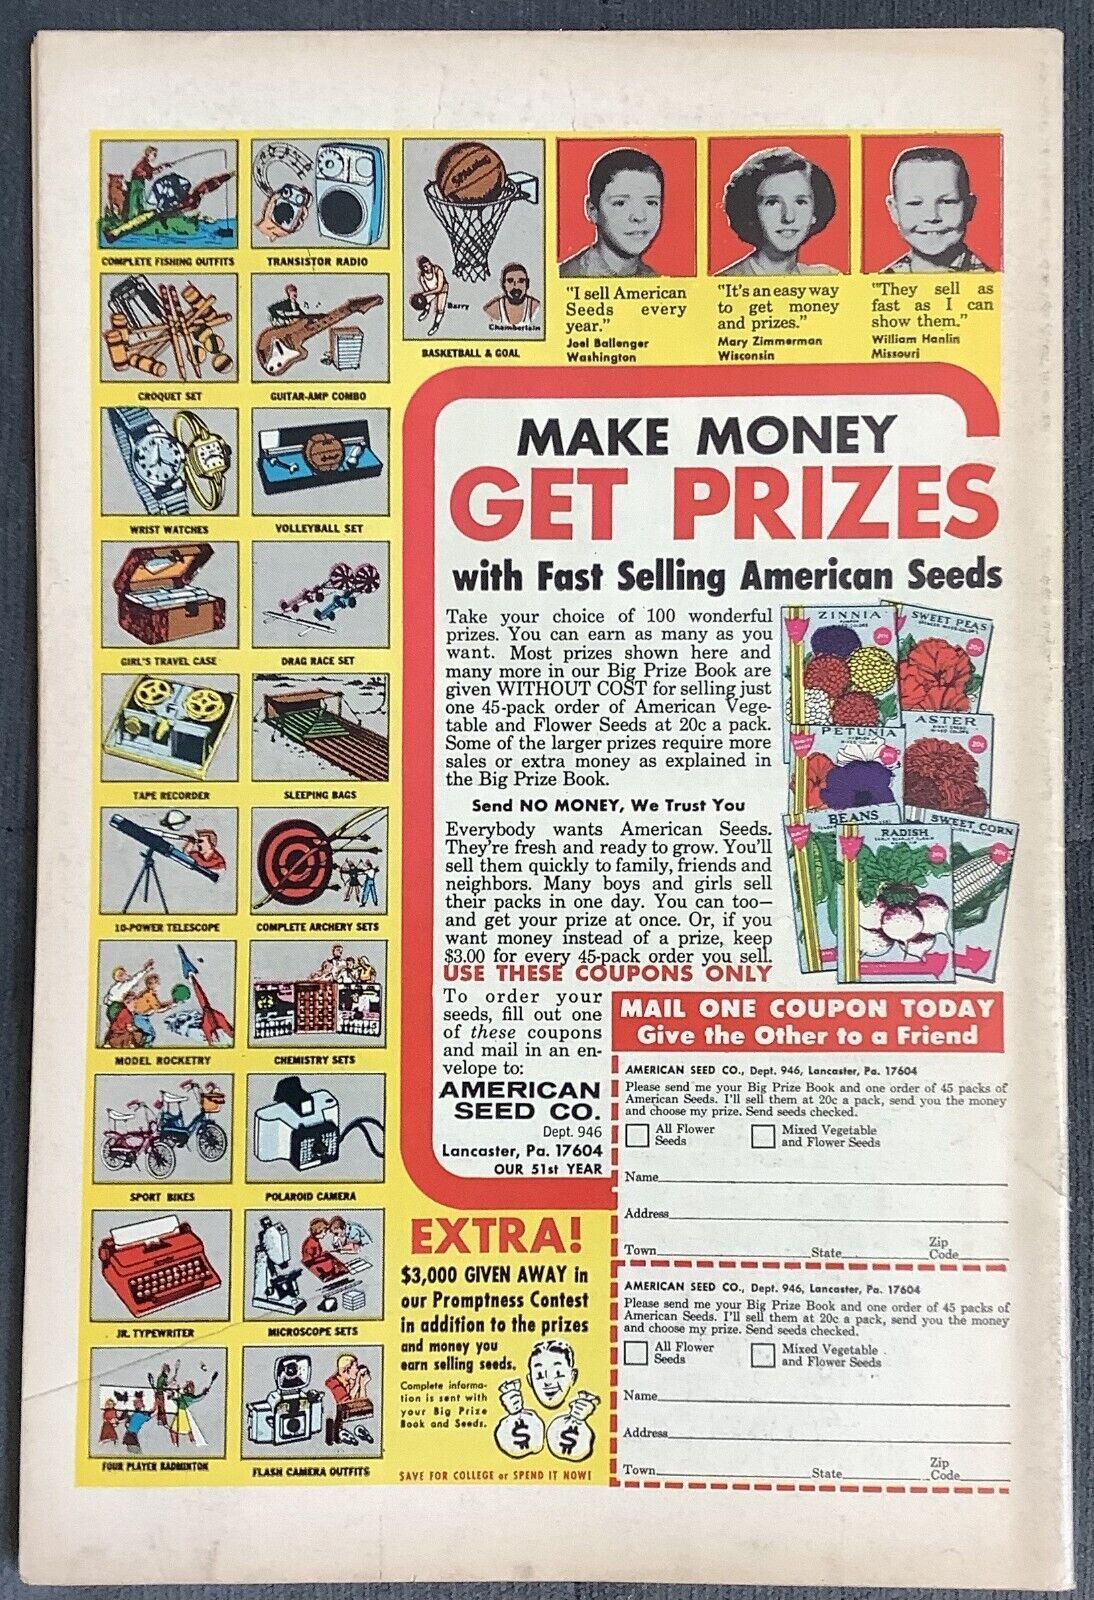 COMPLETE FISHING OUTFITS
TRANSISTOR RADIO
SPALDING
Barry
Chamberlain
BASKETBALL & GOAL
CROQUET SET
GUITAR-AMP COMBO
WRIST WATCHES
VOLLEYBALL SET
GIRL'S TRAVEL CASE
DRAG RACE SET
TAPE RECORDER
SLEEPING BAGS
10-POWER TELESCOPE
COMPLETE ARCHERY SETS
MODEL ROCKETRY
CHEMISTRY SETS
SPORT BIKES
POLAROID CAMERA
JR. TYPEWRITER
MICROSCOPE SETS
FOUR PLAYER BADMINTON
FLASH CAMERA OUTFITS
"I sell American
Seeds every
year."
Joel Ballenger
Washington
"It's an easy way
to get money
and prizes."
Mary Zimmerman
Wisconsin
"They sell as
fast as I can
show them."
William Hanlin
Missouri
MAKE MONEY
GET PRIZES
with Fast Selling American Seeds
Take your choice of 100 wonderful
prizes. You can earn as many as you
want. Most prizes shown here and
many more in our Big Prize Book are
given WITHOUT COST for selling just
one 45-pack order of American Vege-
table and Flower Seeds at 20c a pack.
Some of the larger prizes require more
sales or extra money as explained in
the Big Prize Book.
Send NO MONEY, We Trust You
Everybody wants American Seeds.
They're fresh and ready to grow. You'll
sell them quickly to family, friends and
neighbors. Many boys and girls sell
their packs in one day. You can too—
and get your prize at once. Or, if you
want money instead of a prize, keep
$3.00 for every 45-pack order you sell.
USE THESE COUPONS ONLY
ZINNIA
20c
SWEET PEAS
20c
PETUNIA
ASTER
20c
BEANS
RADISH
20c
SWEET CORN
20c
To order your
seeds, fill out one
of these coupons
and mail in an en-
velope to:
AMERICAN
SEED CO.
Dept. 946
Lancaster, Pa. 17604
OUR 51st YEAR
MAIL ONE COUPON TODAY
Give the Other to a Friend
AMERICAN SEED CO., Dept. 946, Lancaster, Pa. 17604
Please send me your Big Prize Book and one order of 45 packs of
American Seeds. I'll sell them at 20c a pack, send you the money
and choose my prize. Send seeds checked.
All Flower
Seeds
Mixed Vegetable
and Flower Seeds
Name
Address
Town State Zip Code
AMERICAN SEED CO., Dept. 946, Lancaster, Pa. 17604
Please send me your Big Prize Book and one order of 45 packs of
American Seeds. I'll sell them at 20c a pack, send you the money
and choose my prize. Send seeds checked.
All Flower
Seeds
Mixed Vegetable
and Flower Seeds
Name
Address
Town State Zip Code
EXTRA!
$3,000 GIVEN AWAY in
our Promptness Contest
in addition to the prizes
and money you
earn selling seeds.
Complete informa-
tion is sent with
your Big Prize
Book and Seeds.
$ $
SAVE FOR COLLEGE or SPEND IT NOW!